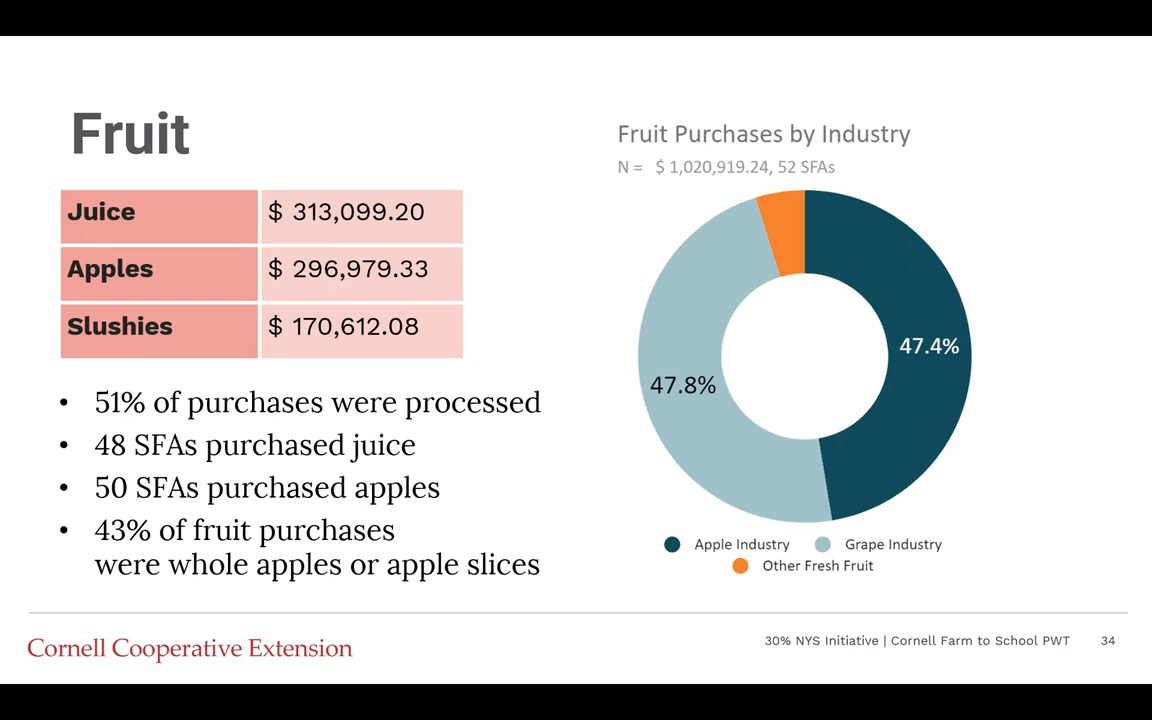 Fruit
Juice $ 313,099.20
Apples $ 296,979.33
Slushies $ 170,612.08
• 51% of purchases were processed
• 48 SFAs purchased juice
• 50 SFAs purchased apples
• 43% of fruit purchases
were whole apples or apple slices
Fruit Purchases by Industry
N = $ 1,020,919.24, 52 SFAs
47.4%
47.8%
Apple Industry Grape Industry
Other Fresh Fruit
Cornell Cooperative Extension
30% NYS Initiative | Cornell Farm to School PWT 34